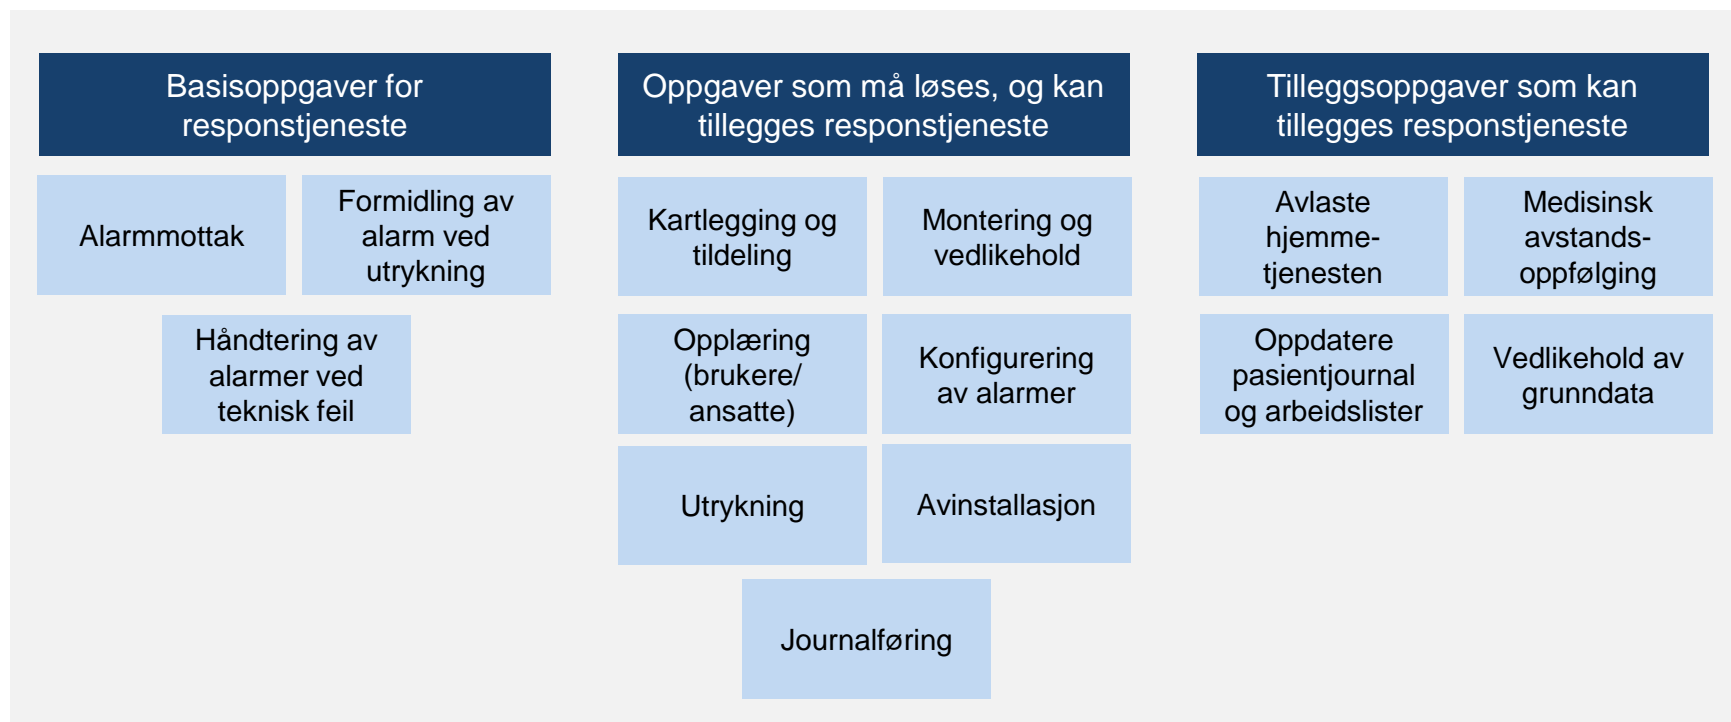 Basisoppgaver for
responstjeneste
Alarmmottak
Formidling av
alarm ved
utrykning
Håndtering av
alarmer ved
teknisk feil
Oppgaver som må løses, og kan
tillegges responstjeneste
Kartlegging og
tildeling
Montering og
vedlikehold
Opplæring
(brukere/
ansatte)
Konfigurering
av alarmer
Utrykning
Avinstallasjon
Journalføring
Tilleggsoppgaver som kan
tillegges responstjeneste
Avlaste
hjemme-
tjenesten
Medisinsk
avstands-
oppfølging
Oppdatere
pasientjournal
og arbeidslister
Vedlikehold av
grunndata